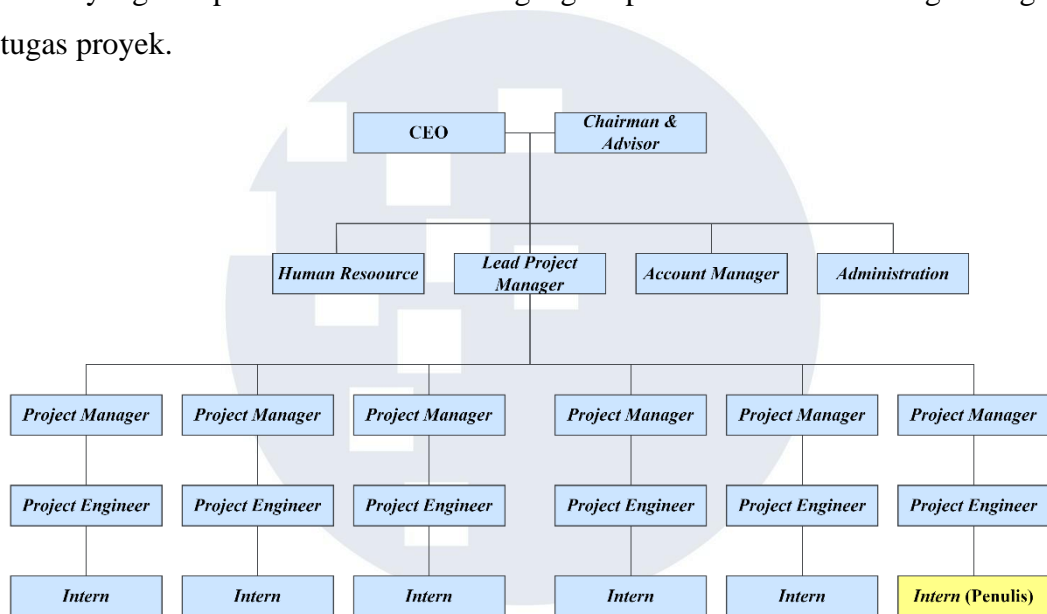 tugas proyek.
CEO
Chairman &
Advisor
Human Resoource
Lead Project
Manager
Account Manager
Administration
Project Manager
Project Manager
Project Manager
Project Manager
Project Manager
Project Manager
Project Engineer
Project Engineer
Project Engineer
Project Engineer
Project Engineer
Project Engineer
Intern
Intern
Intern
Intern
Intern
Intern (Penulis)